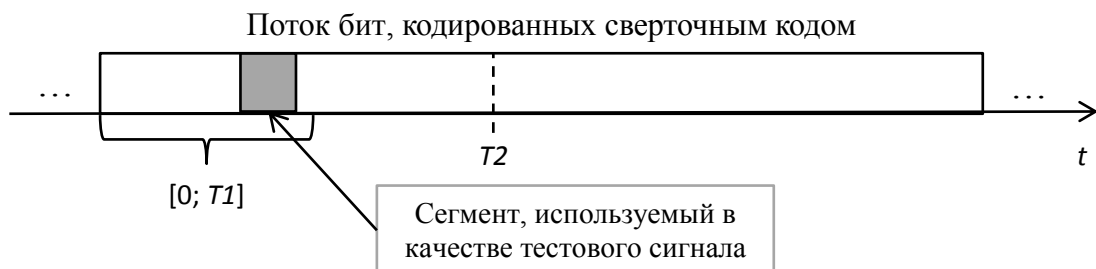 Поток бит, кодированных сверточным кодом
... ...
T2 t
[0; T1]
Сегмент, используемый в
качестве тестового сигнала